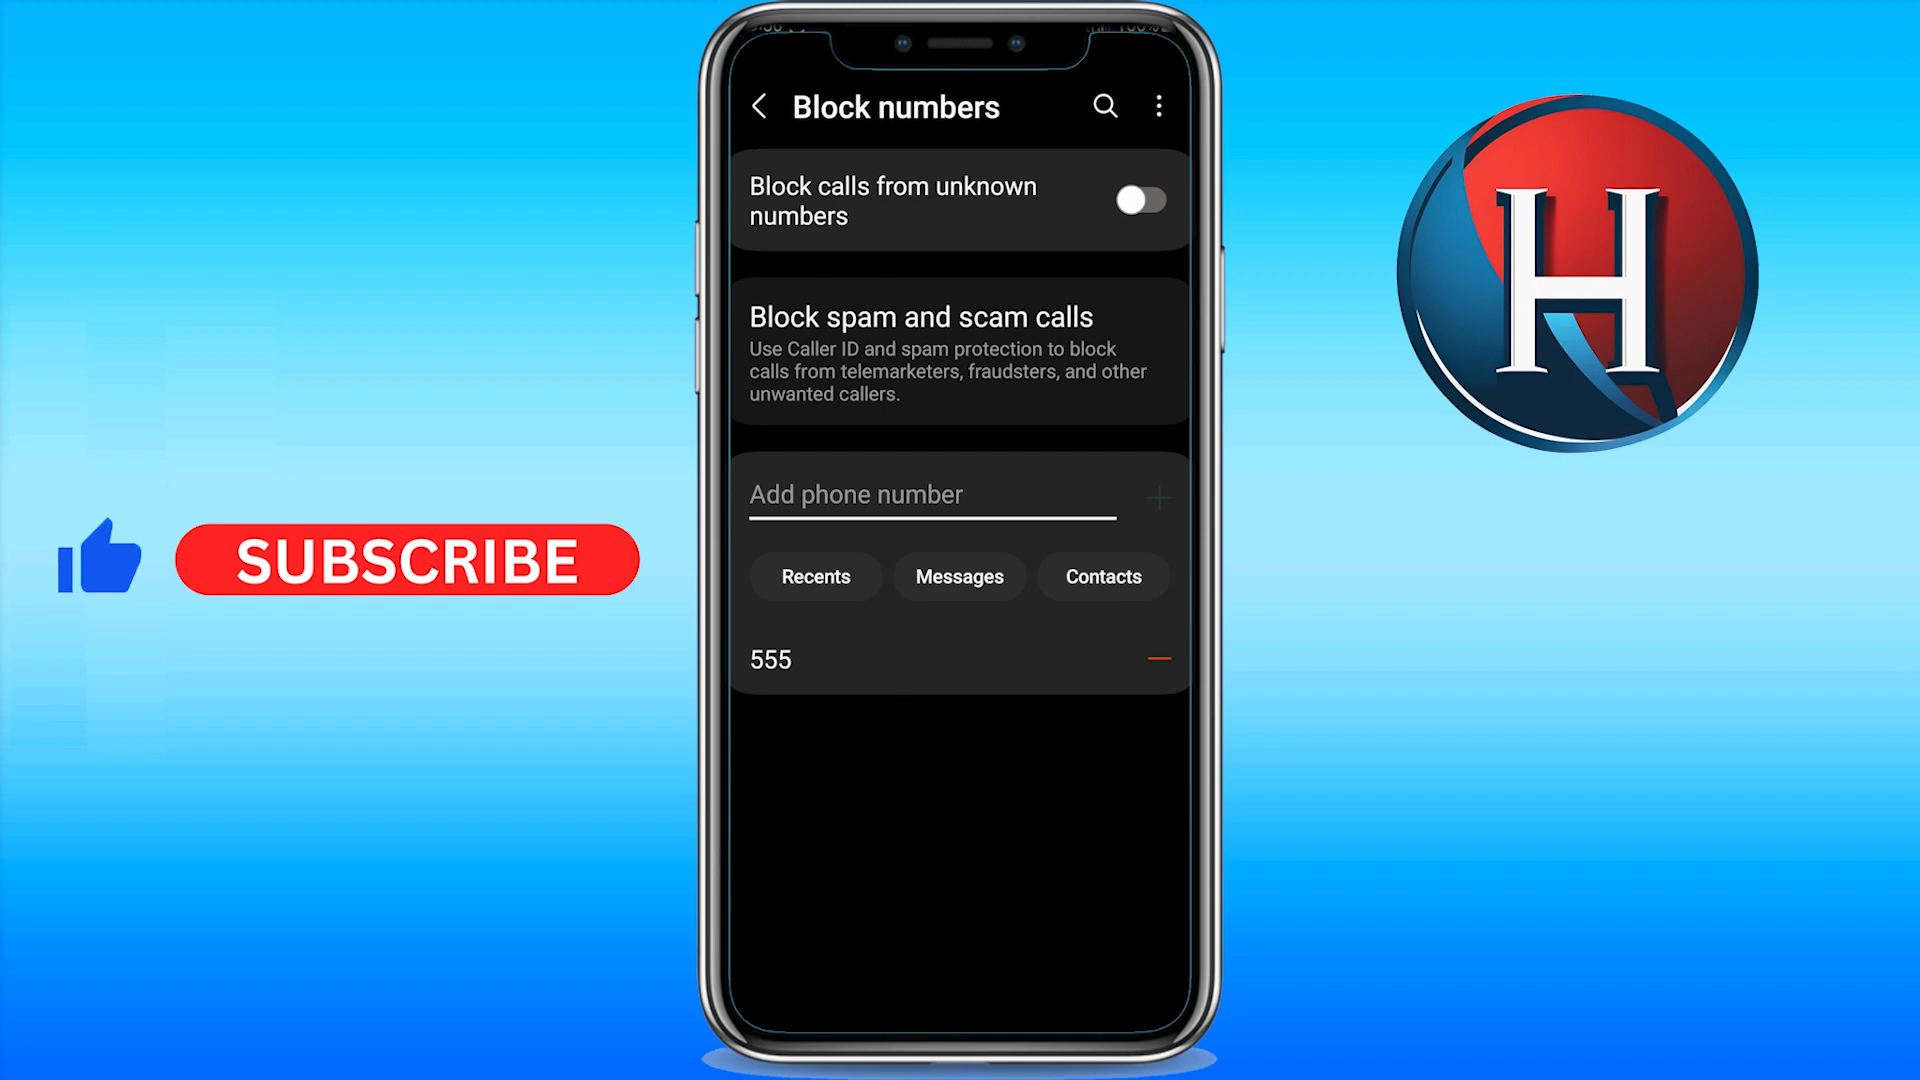 Block numbers
Block calls from unknown
numbers
Block spam and scam calls
Use Caller ID and spam protection to block
calls from telemarketers, fraudsters, and other
unwanted callers.
Add phone number
Recents
Messages
Contacts
555
SUBSCRIBE
H